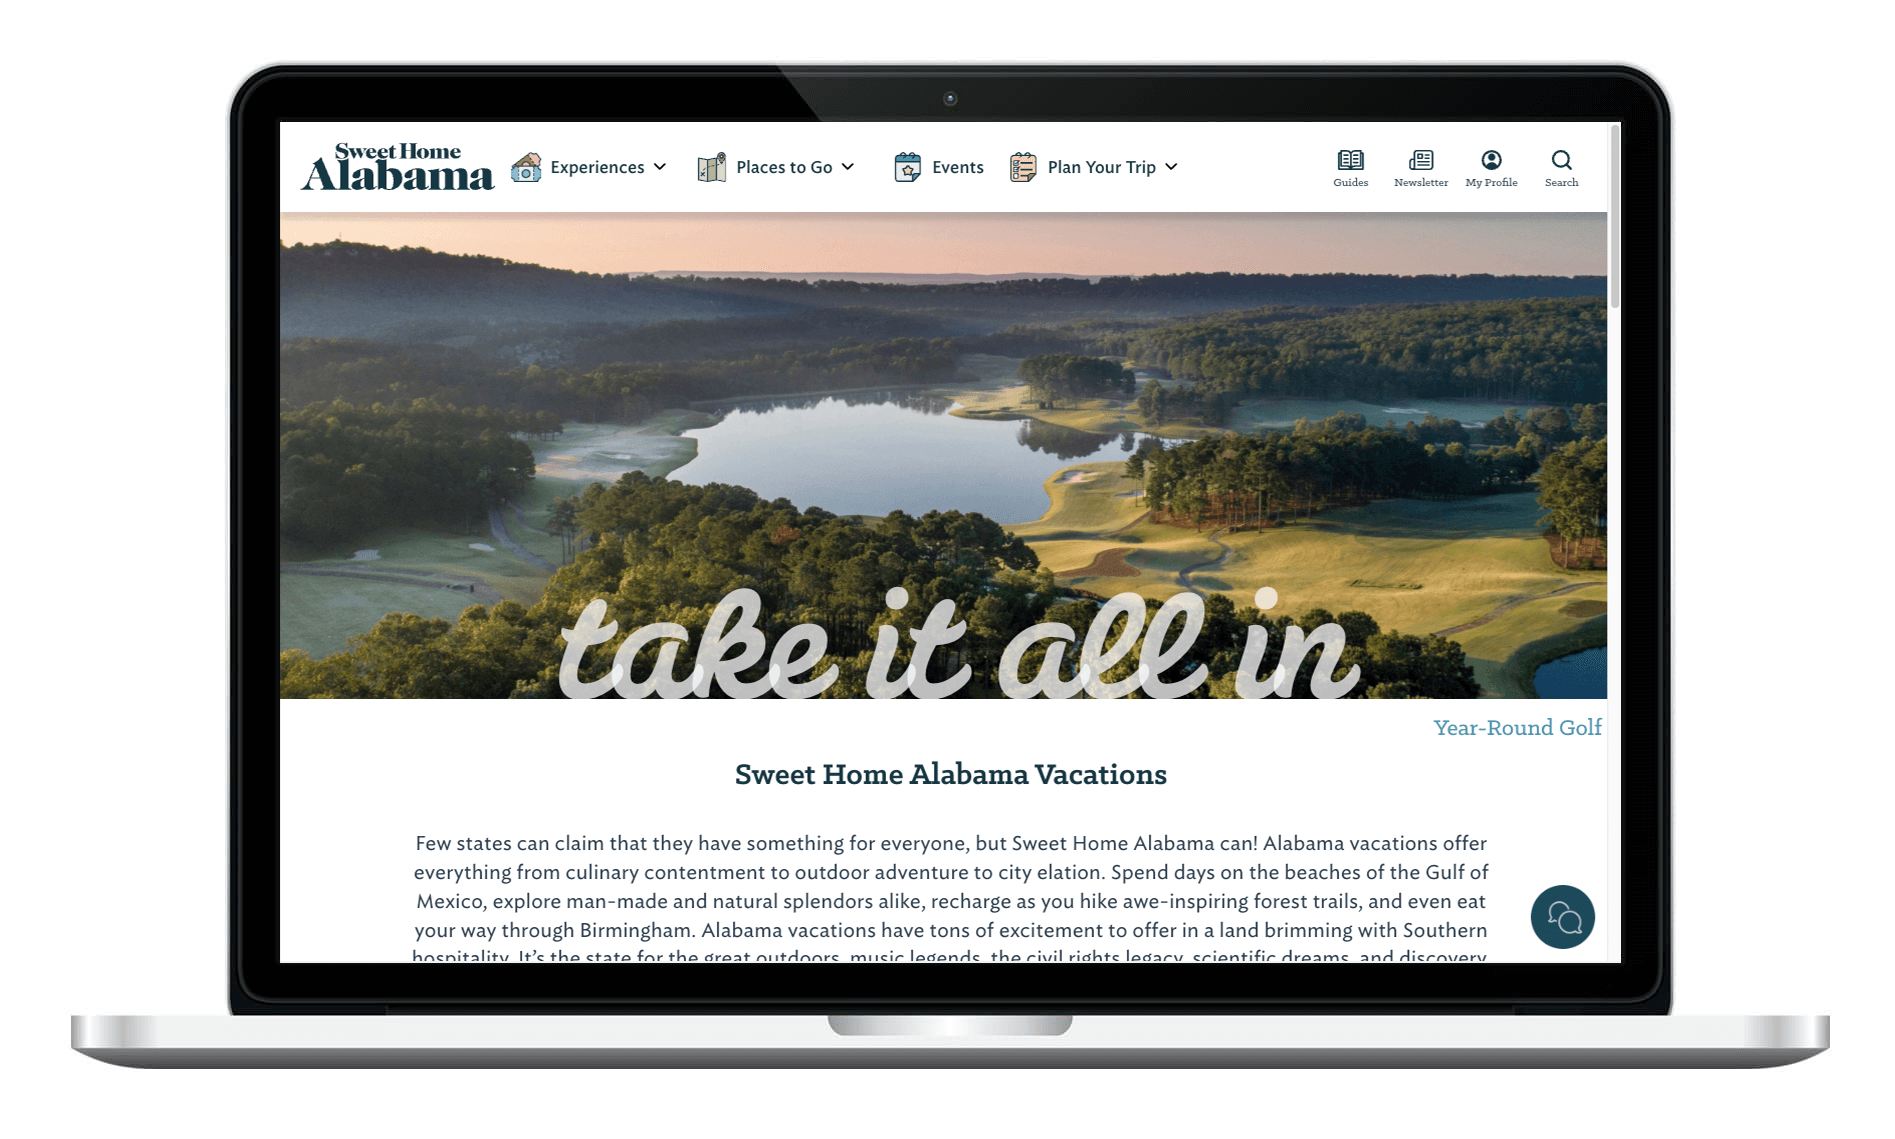 Sweet Home
Alabama
Experiences
Places to Go
Events
Plan Your Trip
Guides
Newsletter
My Profile
Search
take it all in
Year-Round Golf
Sweet Home Alabama Vacations
Few states can claim that they have something for everyone, but Sweet Home Alabama can! Alabama vacations offer
everything from culinary contentment to outdoor adventure to city elation. Spend days on the beaches of the Gulf of
Mexico, explore man-made and natural splendors alike, recharge as you hike awe-inspiring forest trails, and even eat
your way through Birmingham. Alabama vacations have tons of excitement to offer in a land brimming with Southern
hospitality. It's the state for the great outdoors, music legends, the civil rights legacy, scientific dreams, and discovery